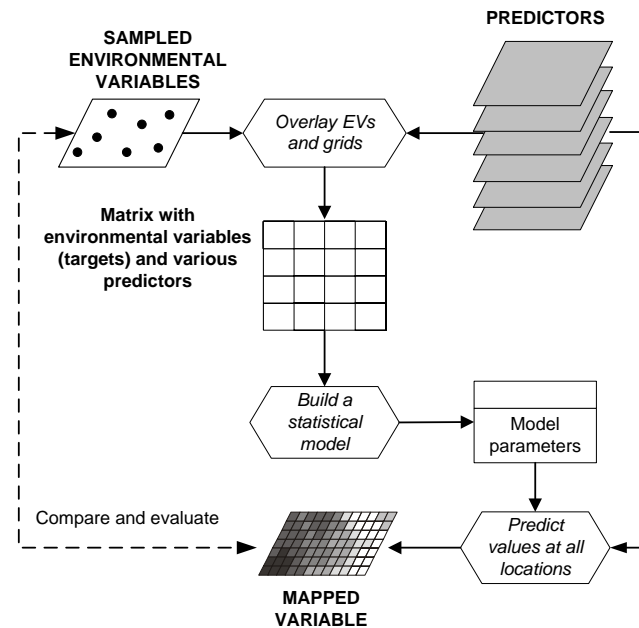 PREDICTORS
SAMPLED
ENVIRONMENTAL
VARIABLES
Overlay EVs
and grids
Matrix with
environmental variables
(targets) and various
predictors
Build a
statistical
model
Model
parameters
Compare and evaluate
Predict
values at all
locations
MAPPED
VARIABLE